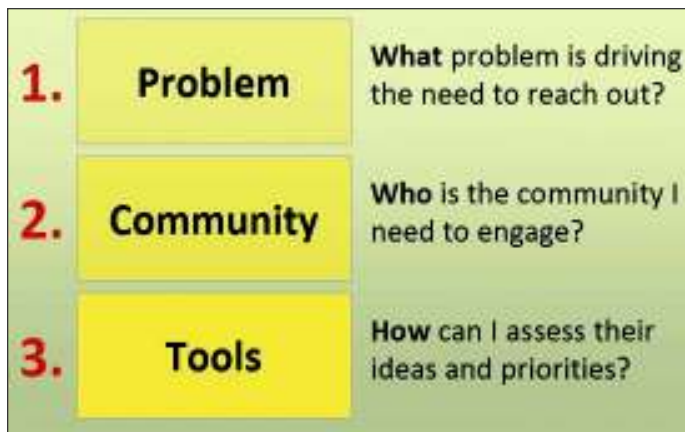 1.
Problem
What problem is driving
the need to reach out?
2.
Community
Who is the community I
need to engage?
3.
Tools
How can I assess their
ideas and priorities?